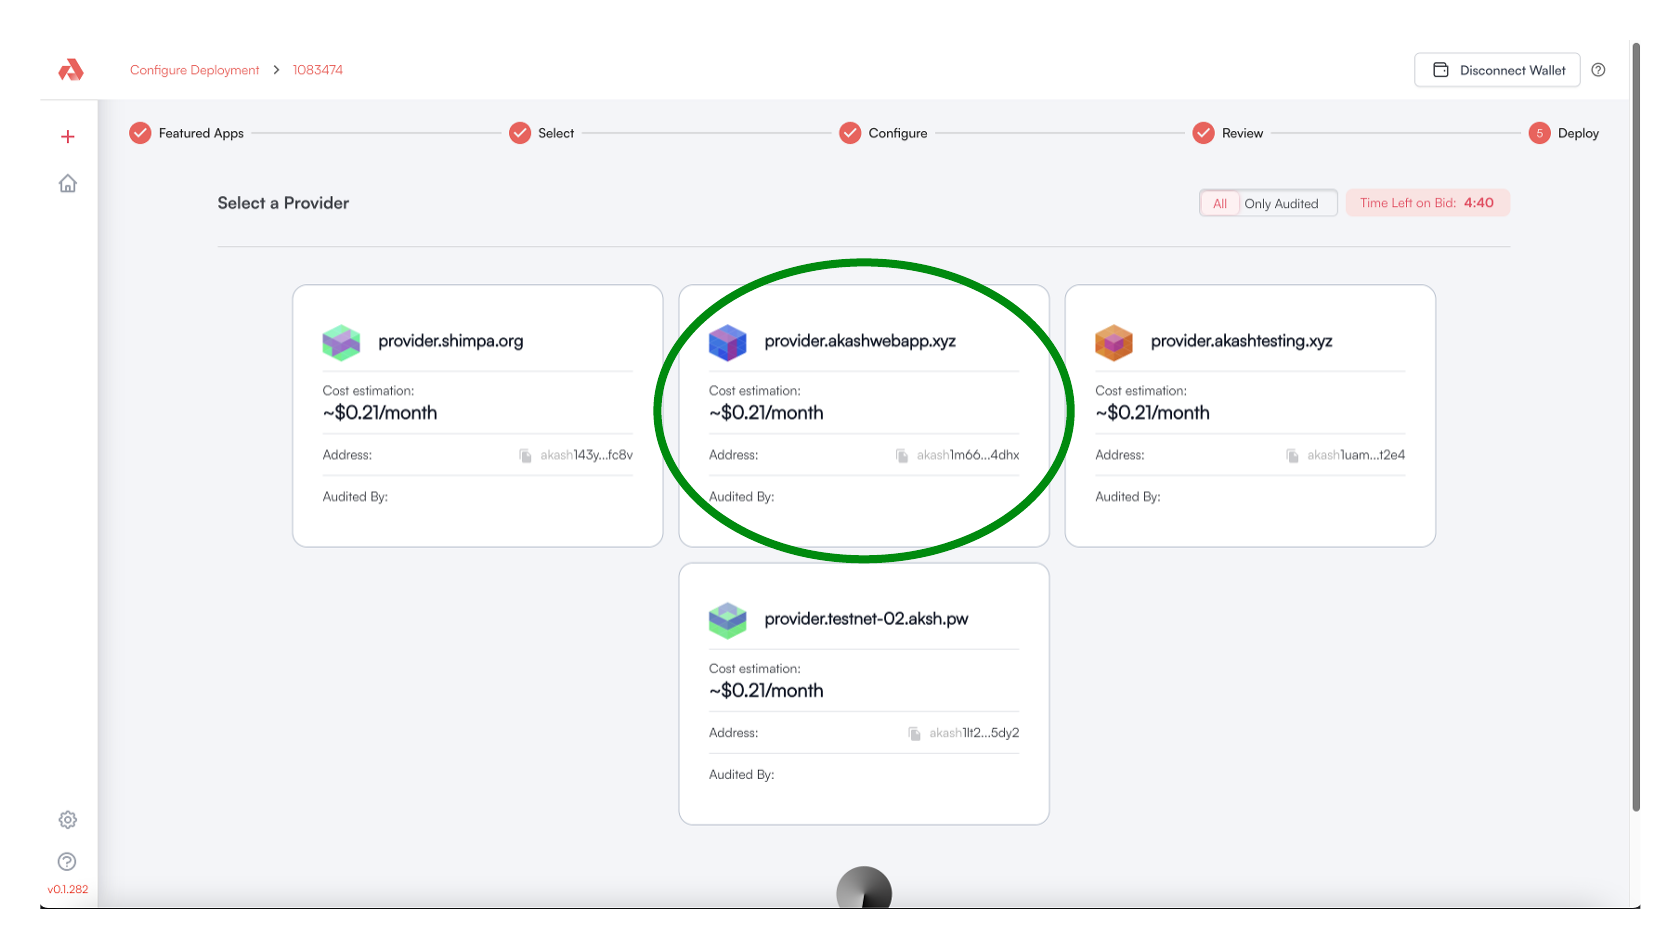 Configure Deployment > 1083474
Disconnect Wallet
Featured Apps
Select
Configure
Review
5 Deploy
Select a Provider
All Only Audited
Time Left on Bid: 4:40
provider.shimpa.org
Cost estimation:
~$0.21/month
Address: akash143y...fc8v
Audited By:
provider.akashwebapp.xyz
Cost estimation:
~$0.21/month
Address: akash1m66...4dhx
Audited By:
provider.akashtesting.xyz
Cost estimation:
~$0.21/month
Address: akash1uam...t2e4
Audited By:
provider.testnet-02.aksh.pw
Cost estimation:
~$0.21/month
Address: akash1lt2...5dy2
Audited By:
v0.1.282